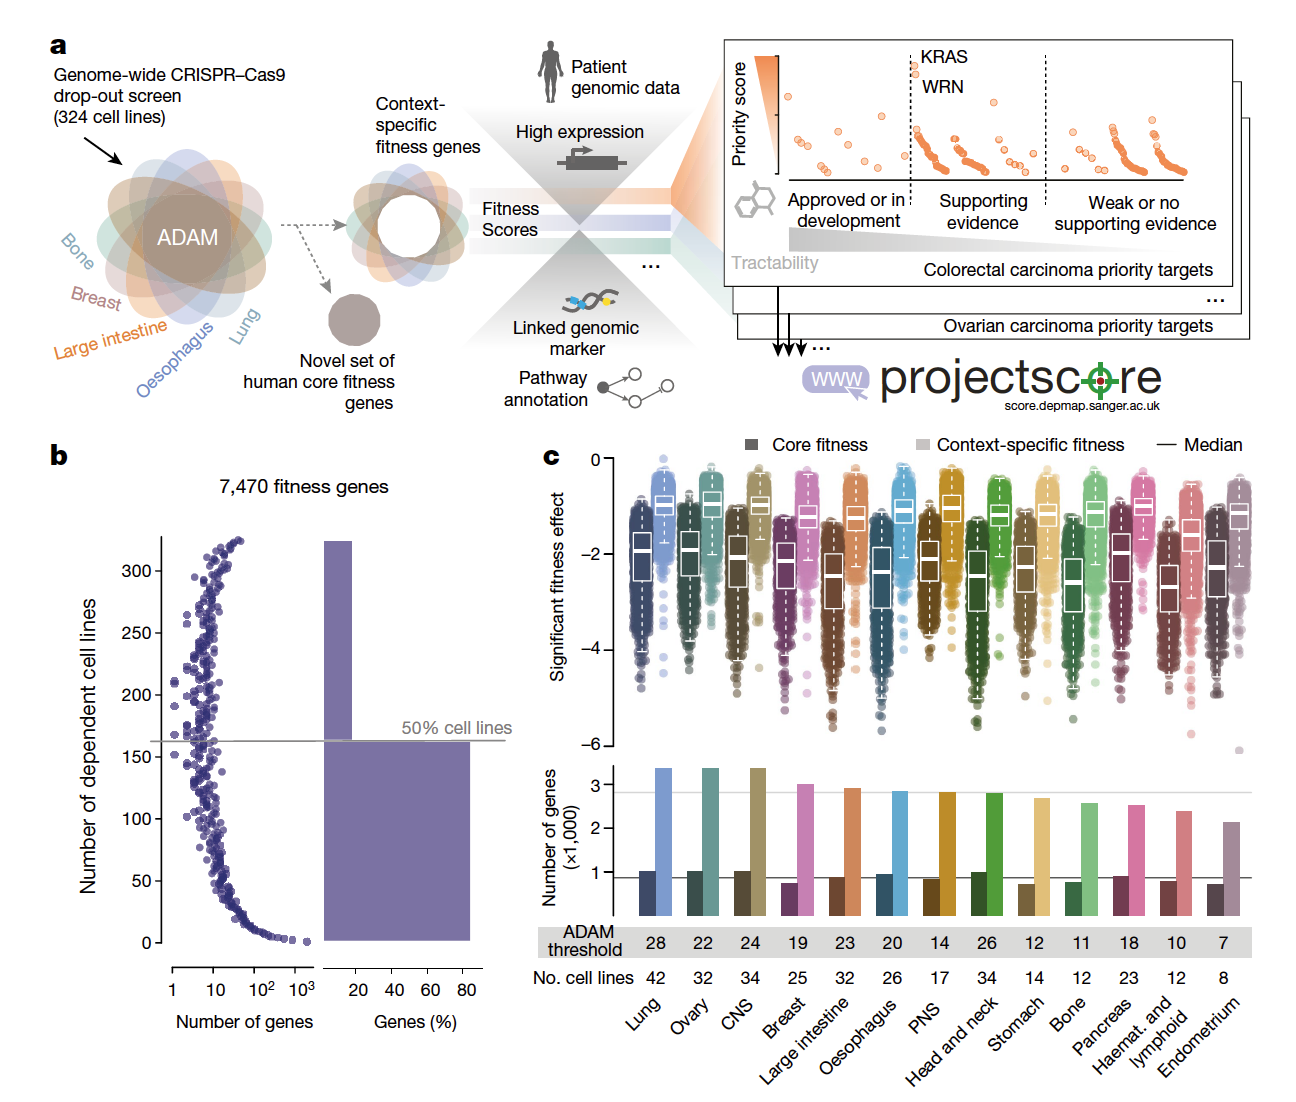 a
Genome-wide CRISPR–Cas9
drop-out screen
(324 cell lines)
ADAM
Bone
Breast
Large intestine
Oesophagus
Lung
Context-
specific
fitness genes
Novel set of
human core fitness
genes
Patient
genomic data
High expression
Fitness
Scores
...
Linked genomic
marker
Pathway
annotation
Priority score
KRAS
WRN
Approved or in
development
Supporting
evidence
Weak or no
supporting evidence
Tractability
Colorectal carcinoma priority targets
...
Ovarian carcinoma priority targets
...
www
projectscore
score.depmap.sanger.ac.uk
b
7,470 fitness genes
Number of dependent cell lines
300
250
200
150
100
50
0
50% cell lines
1 10 10² 10³
Number of genes
20 40 60 80
Genes (%)
c
Core fitness
Context-specific fitness
Median
Significant fitness effect
0
–2
–4
–6
Number of genes
(×1,000)
3
2
1
ADAM
threshold
28 22 24 19 23 20 14 26 12 11 18 10 7
No. cell lines 42 32 34 25 32 26 17 34 14 12 23 12 8
Lung
Ovary
CNS
Breast
Large intestine
Oesophagus
PNS
Head and neck
Stomach
Bone
Pancreas
Haemat. and
lymphoid
Endometrium